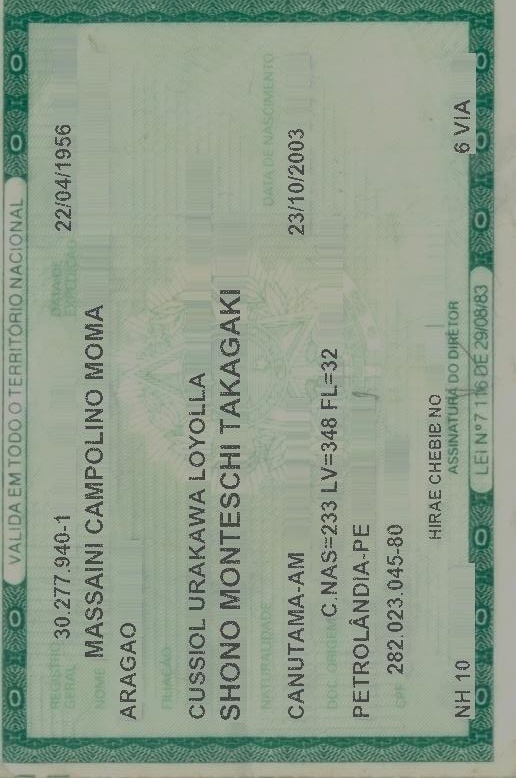 VALIDA EM TODO O TERRITÓRIO NACIONAL
REGISTRO GERAL 30.277.940-1 DATA DE EXPEDIÇÃO 22/04/1956
NOME MASSAINI CAMPOLINO MOMA
ARAGAO
FILIAÇÃO
CUSSIOL URAKAWA LOYOLLA
SHONO MONTESCHI TAKAGAKI
NATURALIDADE DATA DE NASCIMENTO
CANUTAMA-AM 23/10/2003
DOC. ORIGEM C.NAS=233 LV=348 FL=32
PETROLÂNDIA-PE
CPF 282.023.045-80
HIRAE CHEBIB NO
NH 10 ASSINATURA DO DIRETOR 6 VIA
LEI Nº 7 116 DE 29/08/83